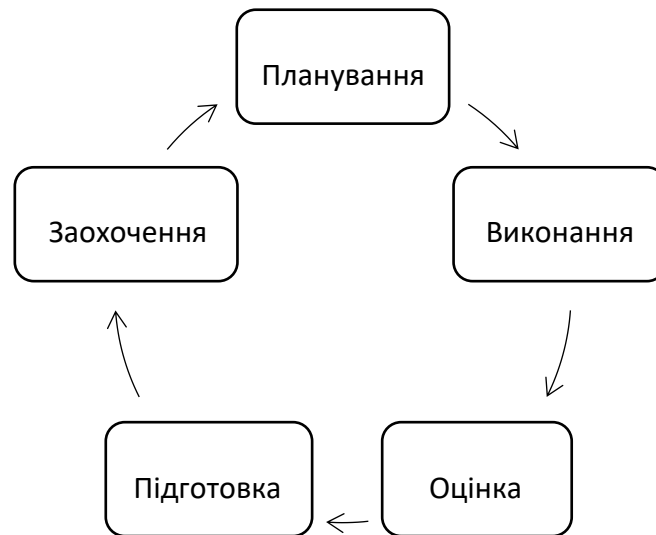 Планування
Виконання
Оцінка
Підготовка
Заохочення